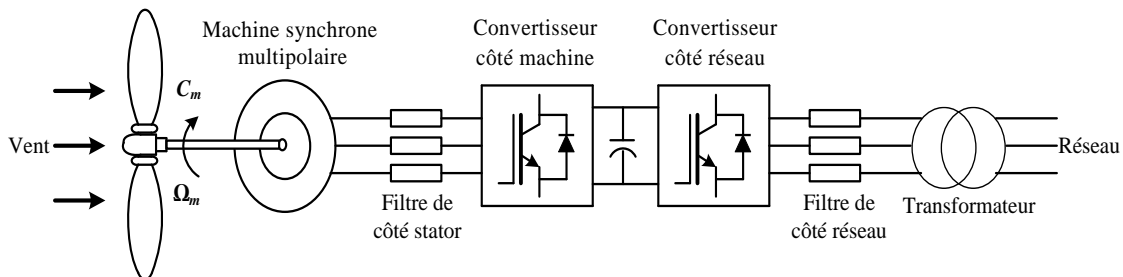 Machine synchrone
multipolaire
Convertisseur
côté machine
Convertisseur
côté réseau
C_m
Vent
Ω_m
Réseau
Filtre de
côté stator
Filtre de
côté réseau
Transformateur